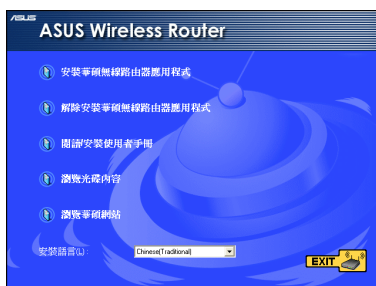 ASUS
ASUS Wireless Router
安裝華碩無線路由器應用程式
解除安裝華碩無線路由器應用程式
閱讀/安裝使用者手冊
瀏覽光碟內容
瀏覽華碩網站
安裝語言(L) :
Chinese(Traditional)
EXIT